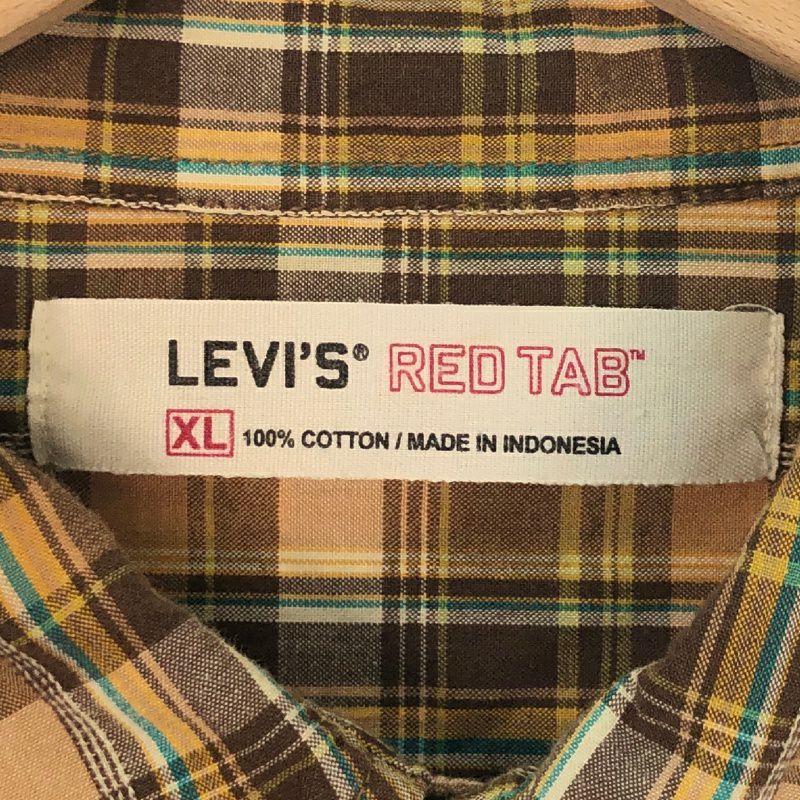 LEVI'S® RED TAB™
XL 100% COTTON / MADE IN INDONESIA